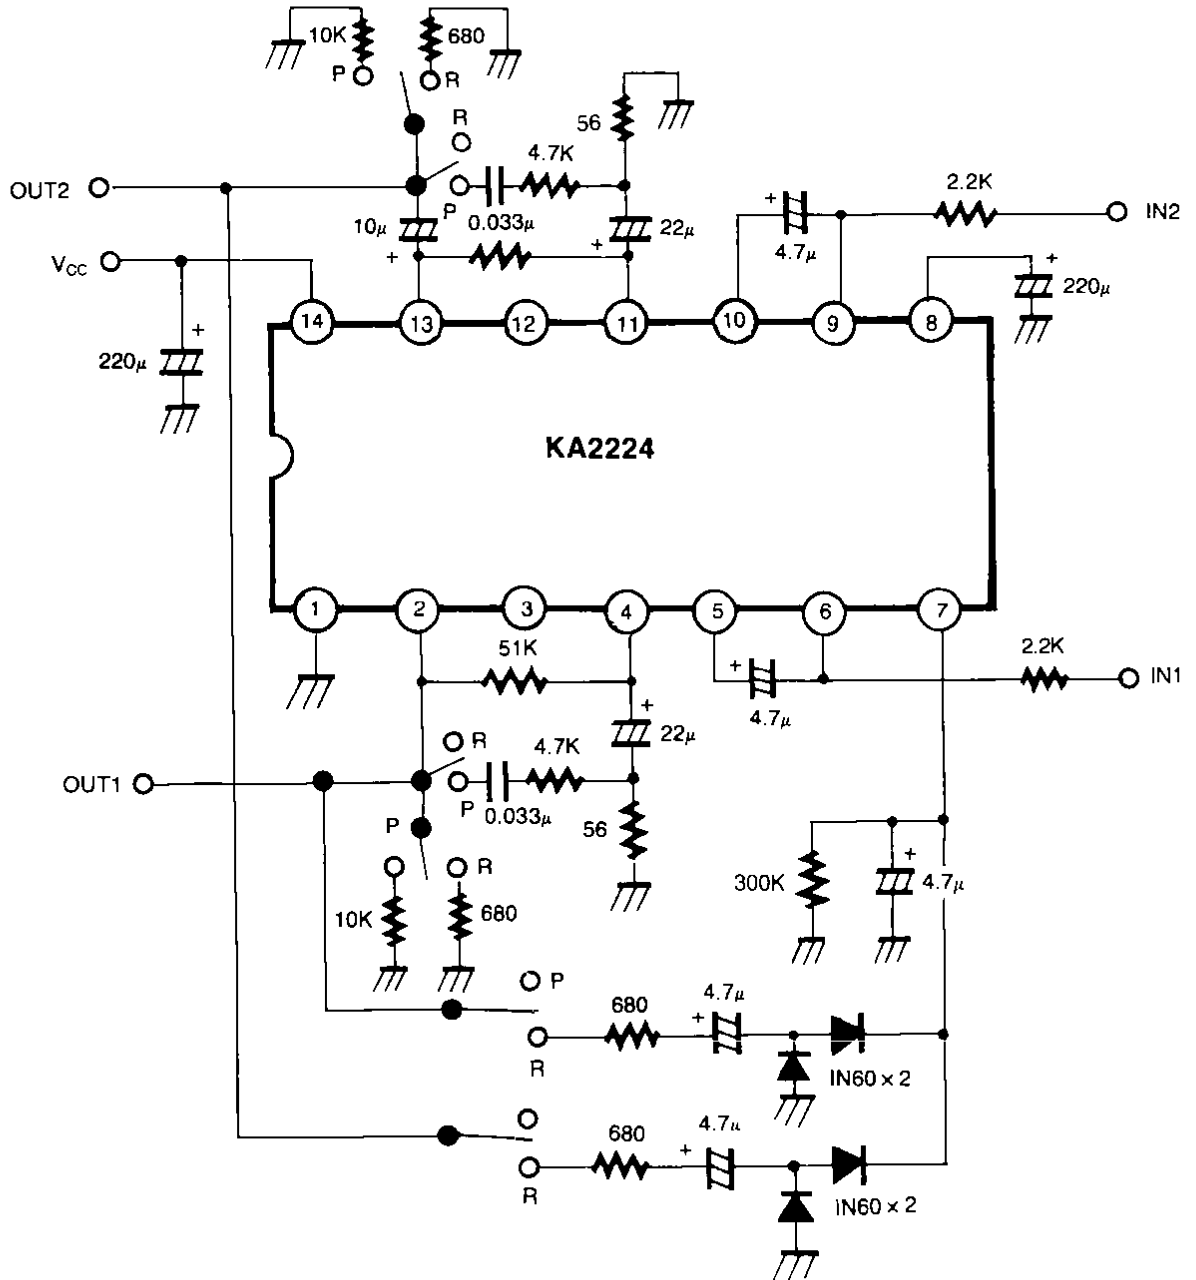 10K
680
P
R
R
56
4.7K
OUT2
P
10μ
0.033μ
+
22μ
+
+
4.7μ
2.2K
IN2
VCC
+
220μ
+
220μ
14
13
12
11
10
9
8
KA2224
1
2
3
4
5
6
7
51K
+
4.7μ
2.2K
IN1
+
22μ
R
4.7K
OUT1
P
0.033μ
P
56
R
10K
680
300K
+
4.7μ
P
680
4.7μ
+
R
IN60 x 2
680
4.7μ
+
R
IN60 x 2